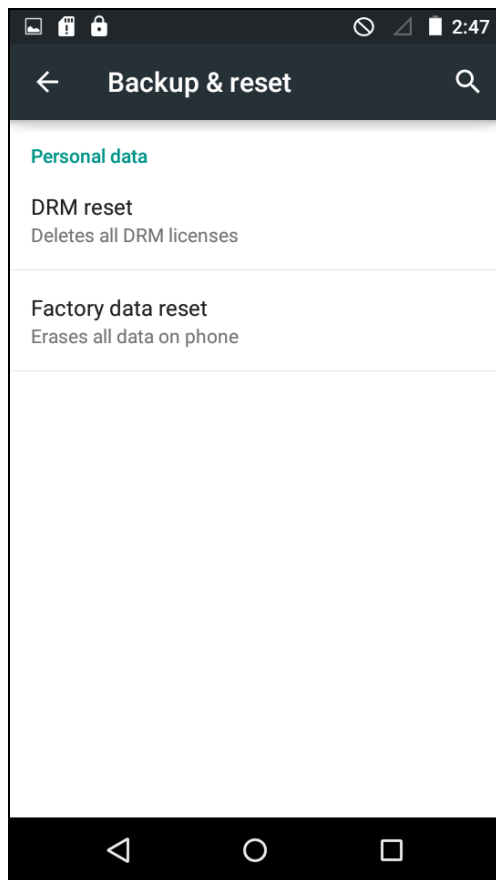 2:47
Backup & reset
Personal data
DRM reset
Deletes all DRM licenses
Factory data reset
Erases all data on phone